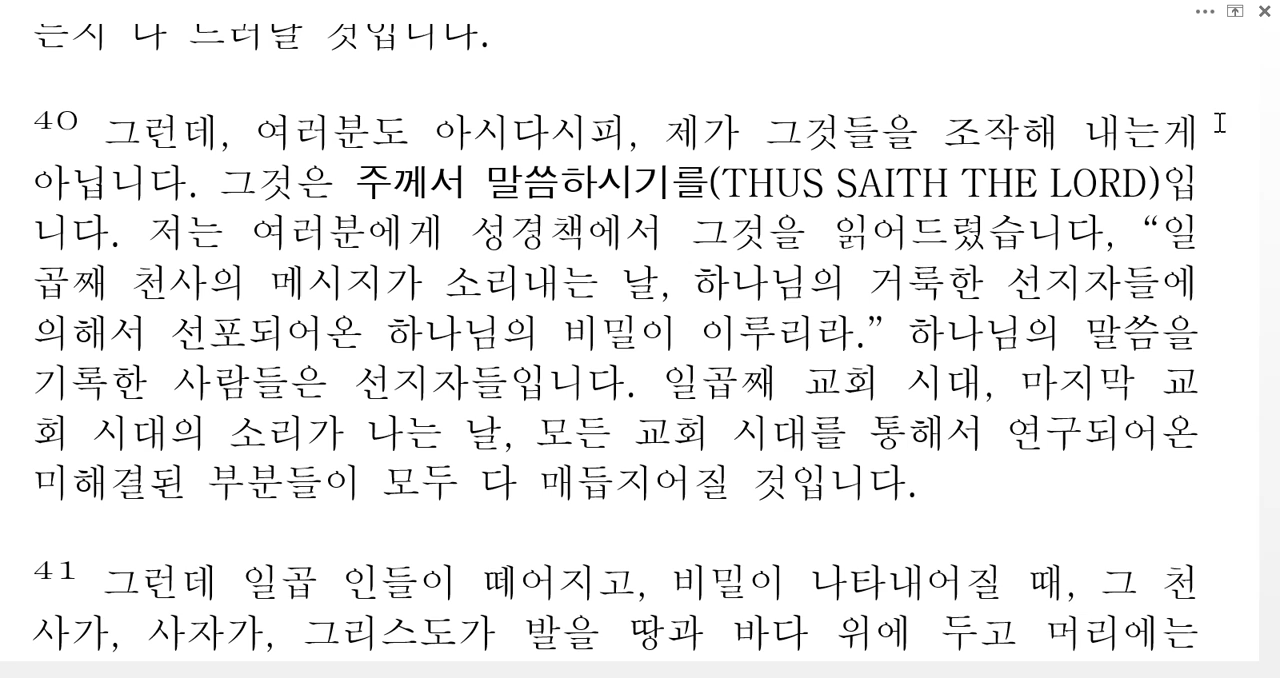 것입니다.
40 그런데, 여러분도 아시다시피, 제가 그것들을 조작해 내는게
아닙니다. 그것은 주께서 말씀하시기를(THUS SAITH THE LORD)입
니다. 저는 여러분에게 성경책에서 그것을 읽어드렸습니다, “일
곱째 천사의 메시지가 소리내는 날, 하나님의 거룩한 선지자들에
의해서 선포되어온 하나님의 비밀이 이루리라.” 하나님의 말씀을
기록한 사람들은 선지자들입니다. 일곱째 교회 시대, 마지막 교
회 시대의 소리가 나는 날, 모든 교회 시대를 통해서 연구되어온
미해결된 부분들이 모두 다 매듭지어질 것입니다.
41 그런데 일곱 인들이 떼어지고, 비밀이 나타내어질 때, 그 천
사가, 사자가, 그리스도가 발을 땅과 바다 위에 두고 머리에는